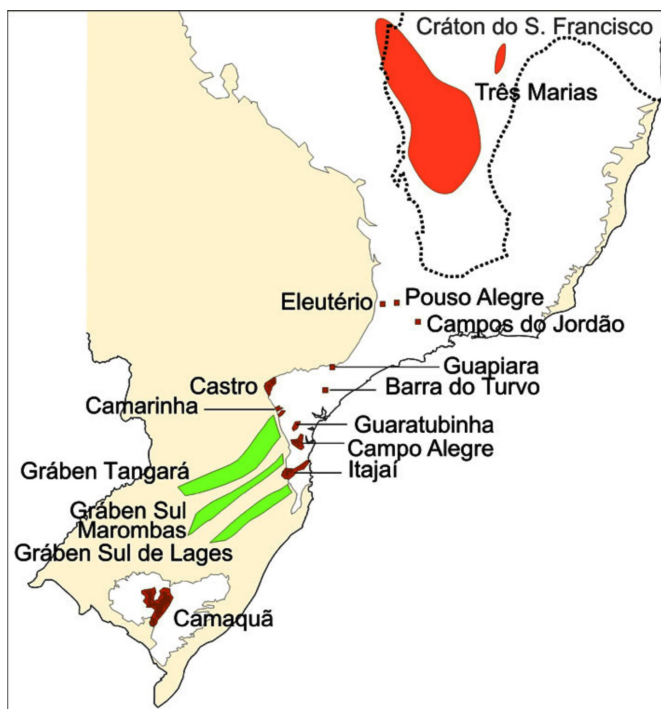 Cráton do S. Francisco
Três Marias
Eleutério
Pouso Alegre
Campos do Jordão
Guapiara
Castro
Barra do Turvo
Camarinha
Guaratubinha
Campo Alegre
Gráben Tangará
Itajaí
Gráben Sul
Marombas
Gráben Sul de Lages
Camaquã